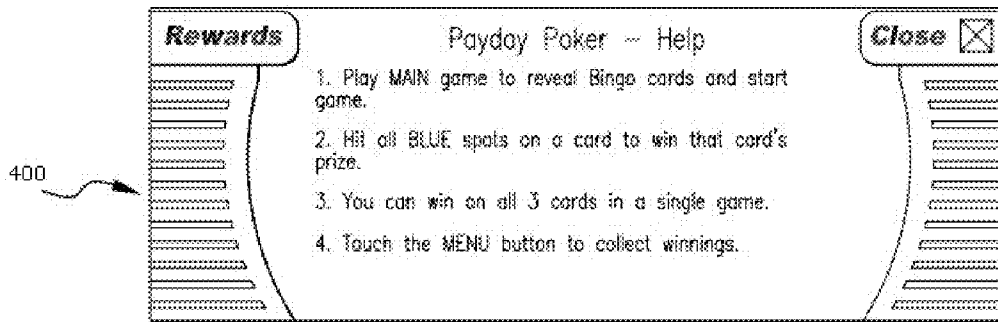 Rewards
Payday Poker – Help
Close
1. Play MAIN game to reveal Bingo cards and start
game.
2. Hit all BLUE spots on a card to win that card's
prize.
3. You can win on all 3 cards in a single game.
4. Touch the MENU button to collect winnings.
400